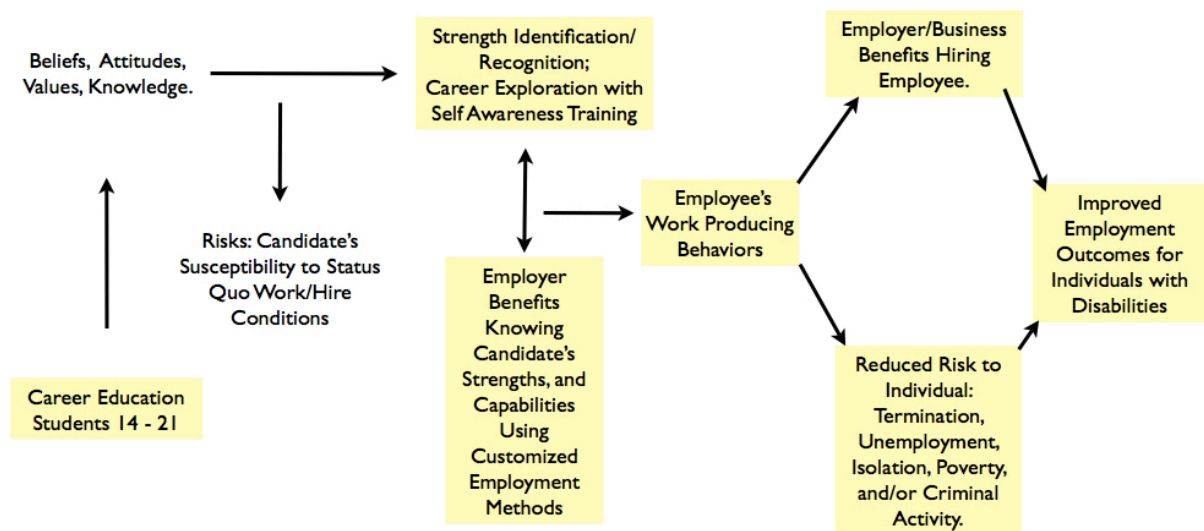 Beliefs, Attitudes,
Values, Knowledge.
Strength Identification/
Recognition;
Career Exploration with
Self Awareness Training
Employer/Business
Benefits Hiring
Employee.
Risks: Candidate's
Susceptibility to Status
Quo Work/Hire
Conditions
Career Education
Students 14 - 21
Employer
Benefits
Knowing
Candidate's
Strengths, and
Capabilities
Using
Customized
Employment
Methods
Employee's
Work Producing
Behaviors
Reduced Risk to
Individual:
Termination,
Unemployment,
Isolation, Poverty,
and/or Criminal
Activity.
Improved
Employment
Outcomes for
Individuals with
Disabilities